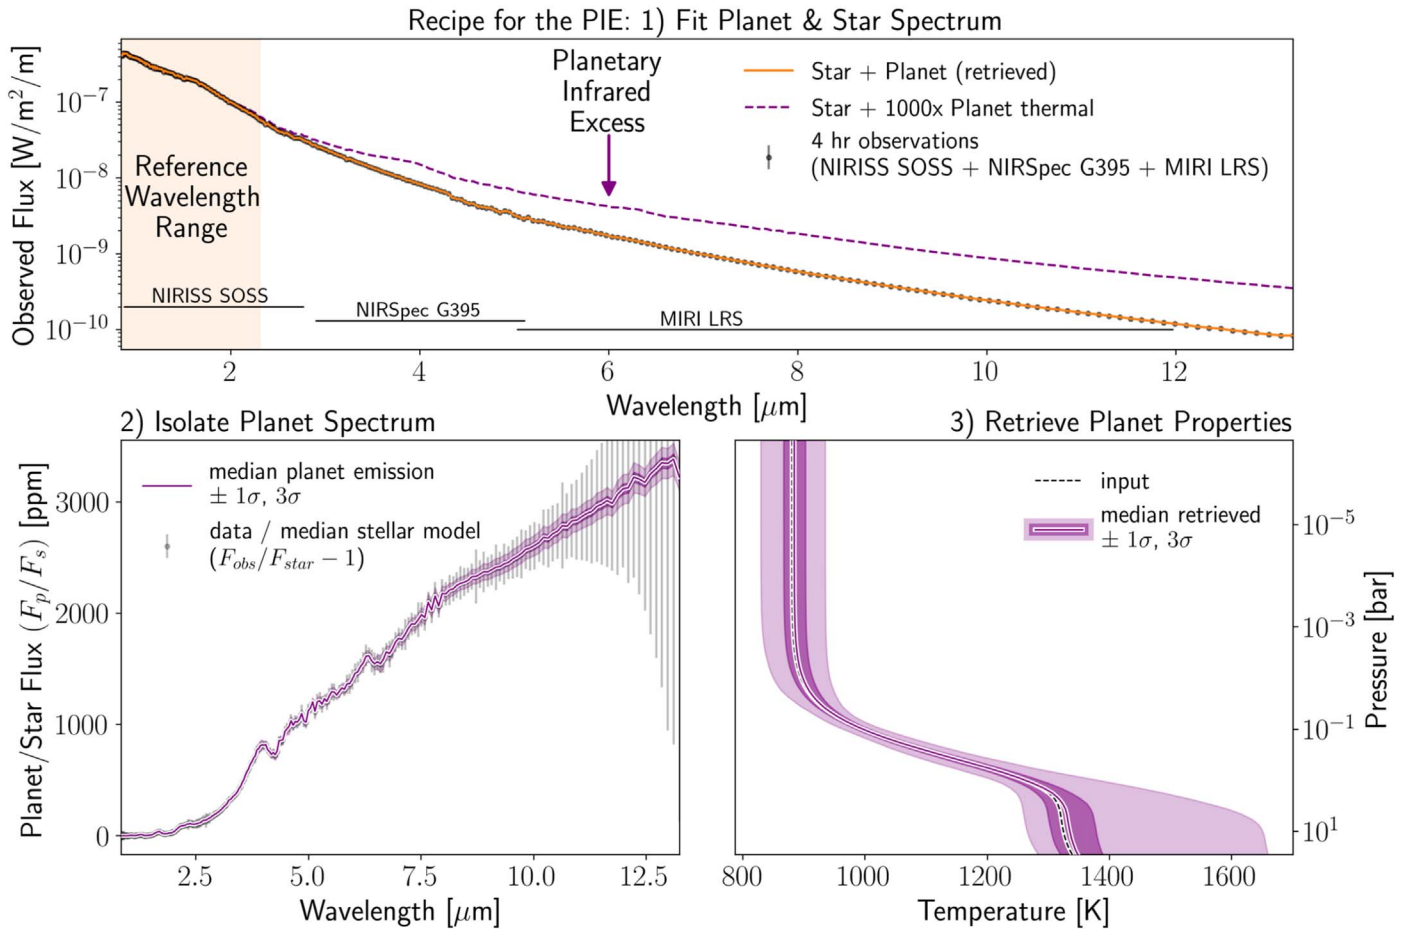 Recipe for the PIE: 1) Fit Planet & Star Spectrum
Observed Flux [W/m²/m]
10⁻⁷
10⁻⁸
10⁻⁹
10⁻¹⁰
Reference
Wavelength
Range
Planetary
Infrared
Excess
Star + Planet (retrieved)
Star + 1000x Planet thermal
4 hr observations
(NIRISS SOSS + NIRSpec G395 + MIRI LRS)
NIRISS SOSS
NIRSpec G395
MIRI LRS
2 4 6 8 10 12
Wavelength [μm]
2) Isolate Planet Spectrum
Planet/Star Flux (Fₚ/Fₛ) [ppm]
3000
2000
1000
0
median planet emission
± 1σ, 3σ
data / median stellar model
(F_obs/F_star − 1)
2.5 5.0 7.5 10.0 12.5
Wavelength [μm]
3) Retrieve Planet Properties
input
median retrieved
± 1σ, 3σ
10⁻⁵
10⁻³
10⁻¹
10¹
Pressure [bar]
800 1000 1200 1400 1600
Temperature [K]